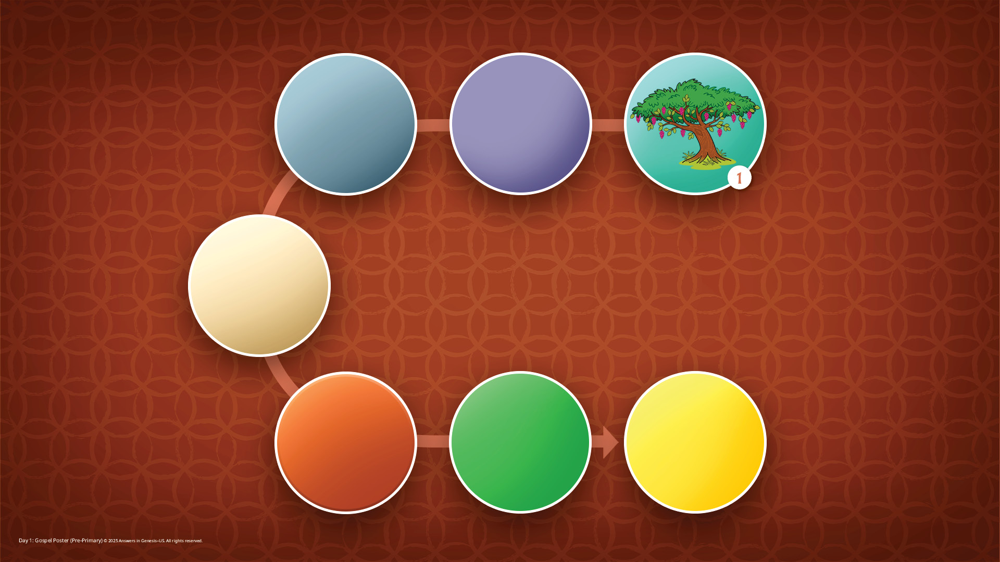 1
Day 1: Gospel Poster (Pre-Primary) © 2025 Answers in Genesis–US. All rights reserved.